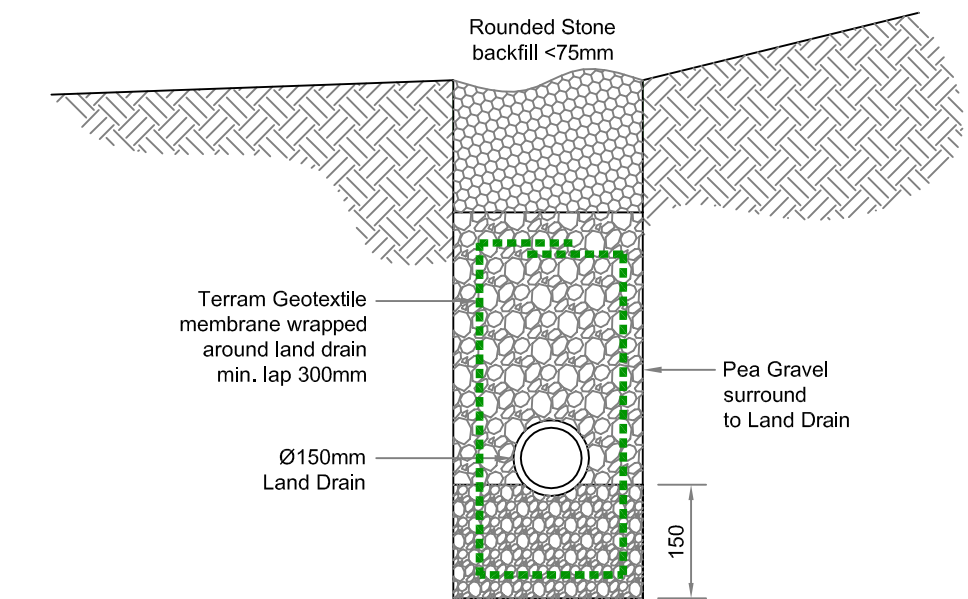 Rounded Stone
backfill <75mm
Terram Geotextile
membrane wrapped
around land drain
min. lap 300mm
Pea Gravel
surround
to Land Drain
Ø150mm
Land Drain
150